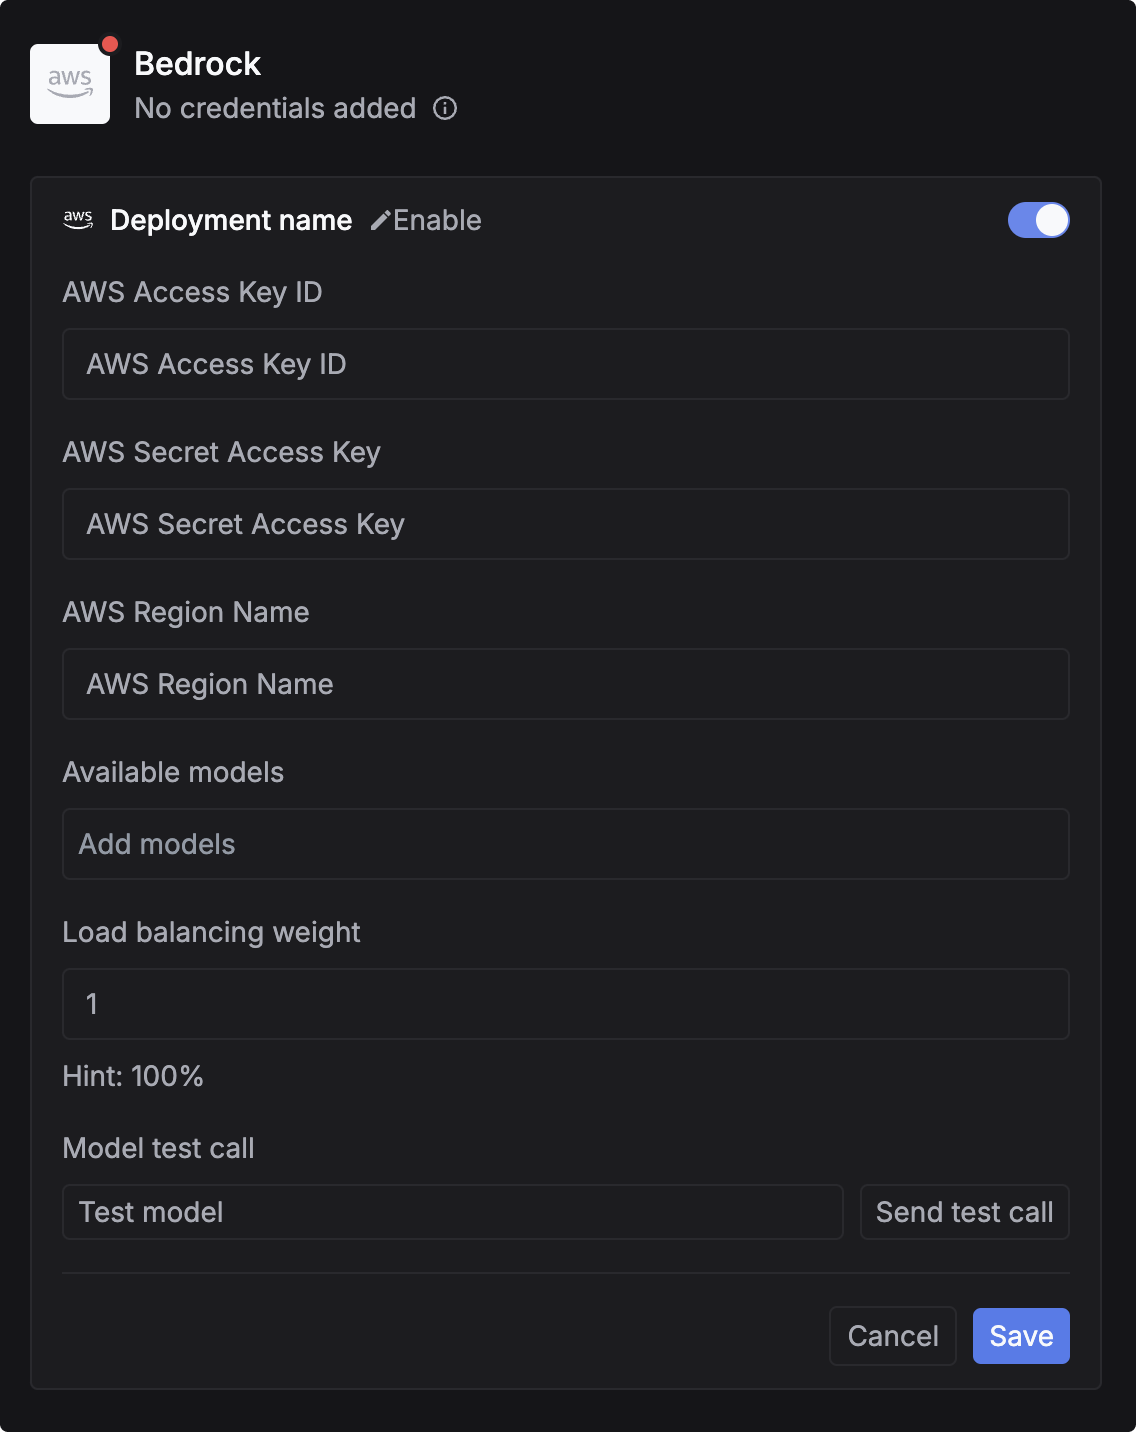 aws
Bedrock
No credentials added
aws Deployment name Enable
AWS Access Key ID
AWS Access Key ID
AWS Secret Access Key
AWS Secret Access Key
AWS Region Name
AWS Region Name
Available models
Add models
Load balancing weight
1
Hint: 100%
Model test call
Test model Send test call
Cancel Save